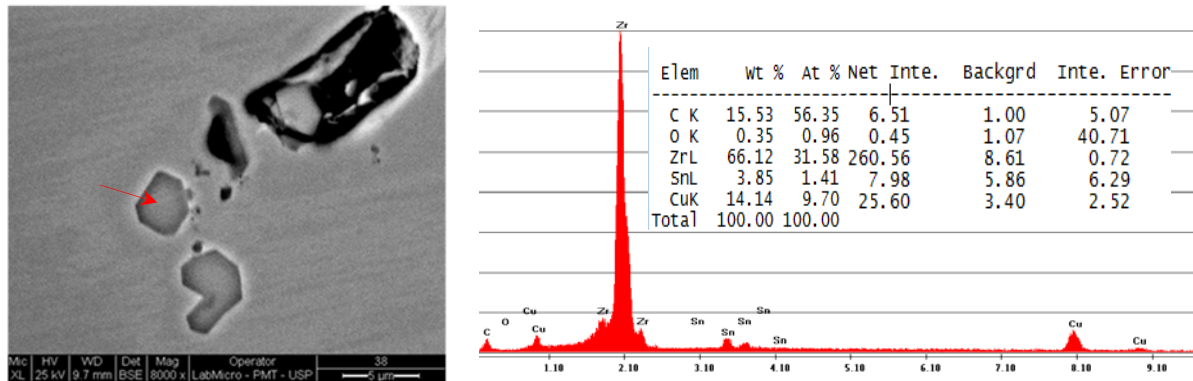 Mic HV WD Det Mag Operator 38
XL 25 kV 9.7 mm BSE 8000 x LabMicro - PMT - USP 5 µm
Zr
Elem Wt % At % Net Inte. Backgrd Inte. Error
C K 15.53 56.35 6.51 1.00 5.07
O K 0.35 0.96 0.45 1.07 40.71
ZrL 66.12 31.58 260.56 8.61 0.72
SnL 3.85 1.41 7.98 5.86 6.29
CuK 14.14 9.70 25.60 3.40 2.52
Total 100.00 100.00
C O Cu Cu Zr Zr Sn Sn Sn Sn Sn Cu Cu
1.10 2.10 3.10 4.10 5.10 6.10 7.10 8.10 9.10